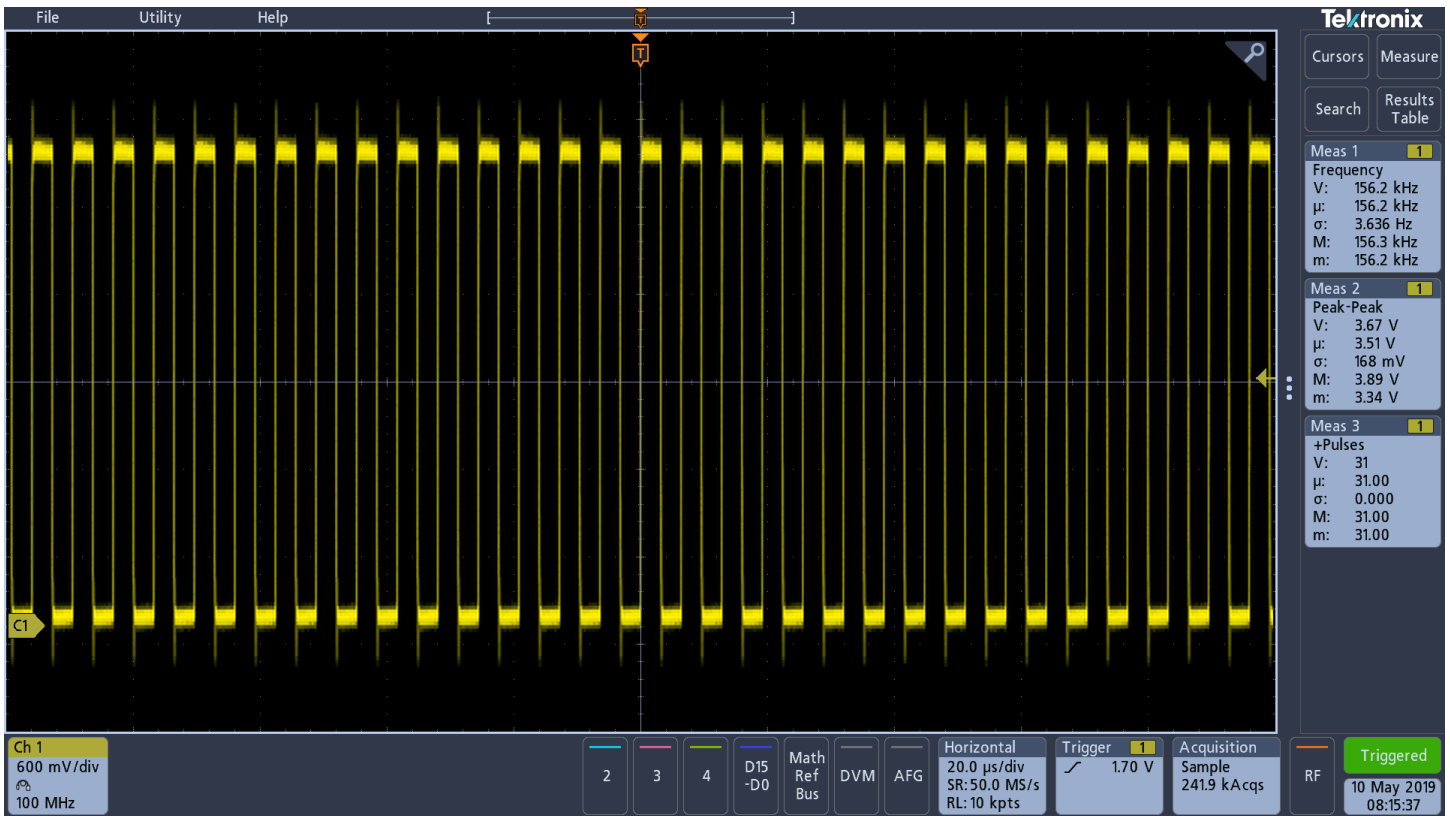 File Utility Help
T
Tektronix
T
Cursors Measure
Search Results Table
Meas 1 1
Frequency
V: 156.2 kHz
μ: 156.2 kHz
σ: 3.636 Hz
M: 156.3 kHz
m: 156.2 kHz
Meas 2 1
Peak-Peak
V: 3.67 V
μ: 3.51 V
σ: 168 mV
M: 3.89 V
m: 3.34 V
Meas 3 1
+Pulses
V: 31
μ: 31.00
σ: 0.000
M: 31.00
m: 31.00
C1
Ch 1
600 mV/div
100 MHz
2
3
4
D15
-D0
Math
Ref
Bus
DVM
AFG
Horizontal
20.0 μs/div
SR: 50.0 MS/s
RL: 10 kpts
Trigger 1
1.70 V
Acquisition
Sample
241.9 kAcqs
RF
Triggered
10 May 2019
08:15:37